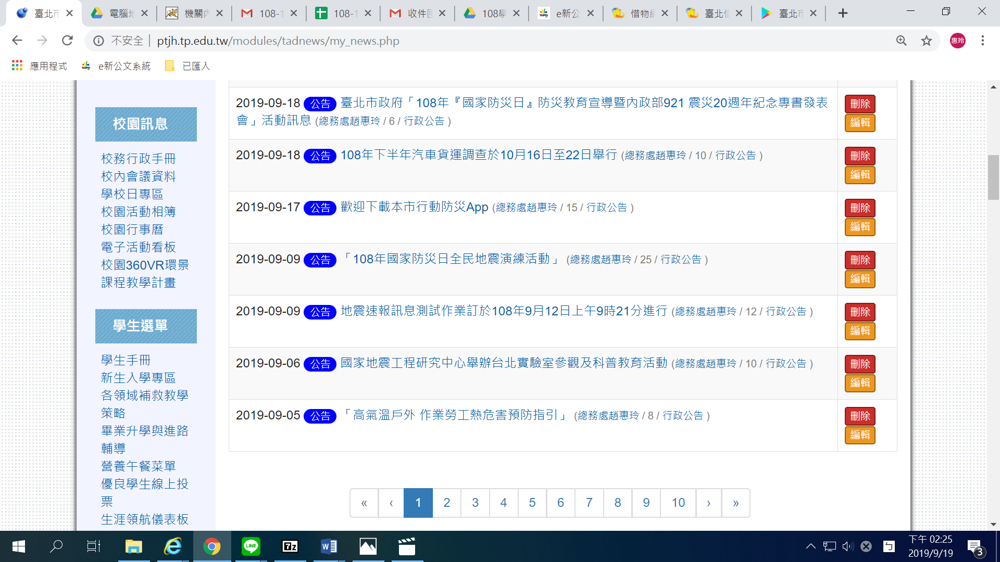 臺北市
電腦地
機關內
108-1
108-1
收件匣
108學
e新公
惜物網
臺北惜
臺北市
不安全 ptjh.tp.edu.tw/modules/tadnews/my_news.php
惠玲
應用程式 e新公文系統 已匯入
校園訊息
校務行政手冊
校內會議資料
學校日專區
校園活動相簿
校園行事曆
電子活動看板
校園360VR環景
課程教學計畫
學生選單
學生手冊
新生入學專區
各領域補救教學
策略
畢業升學與進路
輔導
營養午餐菜單
優良學生線上投
票
生涯領航儀表板
2019-09-18 公告 臺北市政府「108年『國家防災日』防災教育宣導暨內政部921 震災20週年紀念專書發表
會」活動訊息 (總務處趙惠玲 / 6 / 行政公告 )
刪除
編輯
2019-09-18 公告 108年下半年汽車貨運調查於10月16日至22日舉行 (總務處趙惠玲 / 10 / 行政公告 )
刪除
編輯
2019-09-17 公告 歡迎下載本市行動防災App (總務處趙惠玲 / 15 / 行政公告 )
刪除
編輯
2019-09-09 公告 「108年國家防災日全民地震演練活動」 (總務處趙惠玲 / 25 / 行政公告 )
刪除
編輯
2019-09-09 公告 地震速報訊息測試作業訂於108年9月12日上午9時21分進行 (總務處趙惠玲 / 12 / 行政公告 )
刪除
編輯
2019-09-06 公告 國家地震工程研究中心舉辦台北實驗室參觀及科普教育活動 (總務處趙惠玲 / 10 / 行政公告 )
刪除
編輯
2019-09-05 公告 「高氣溫戶外 作業勞工熱危害預防指引」 (總務處趙惠玲 / 8 / 行政公告 )
刪除
編輯
« ‹ 1 2 3 4 5 6 7 8 9 10 › »
LINE
7z
ㄅ
下午 02:25
2019/9/19
3